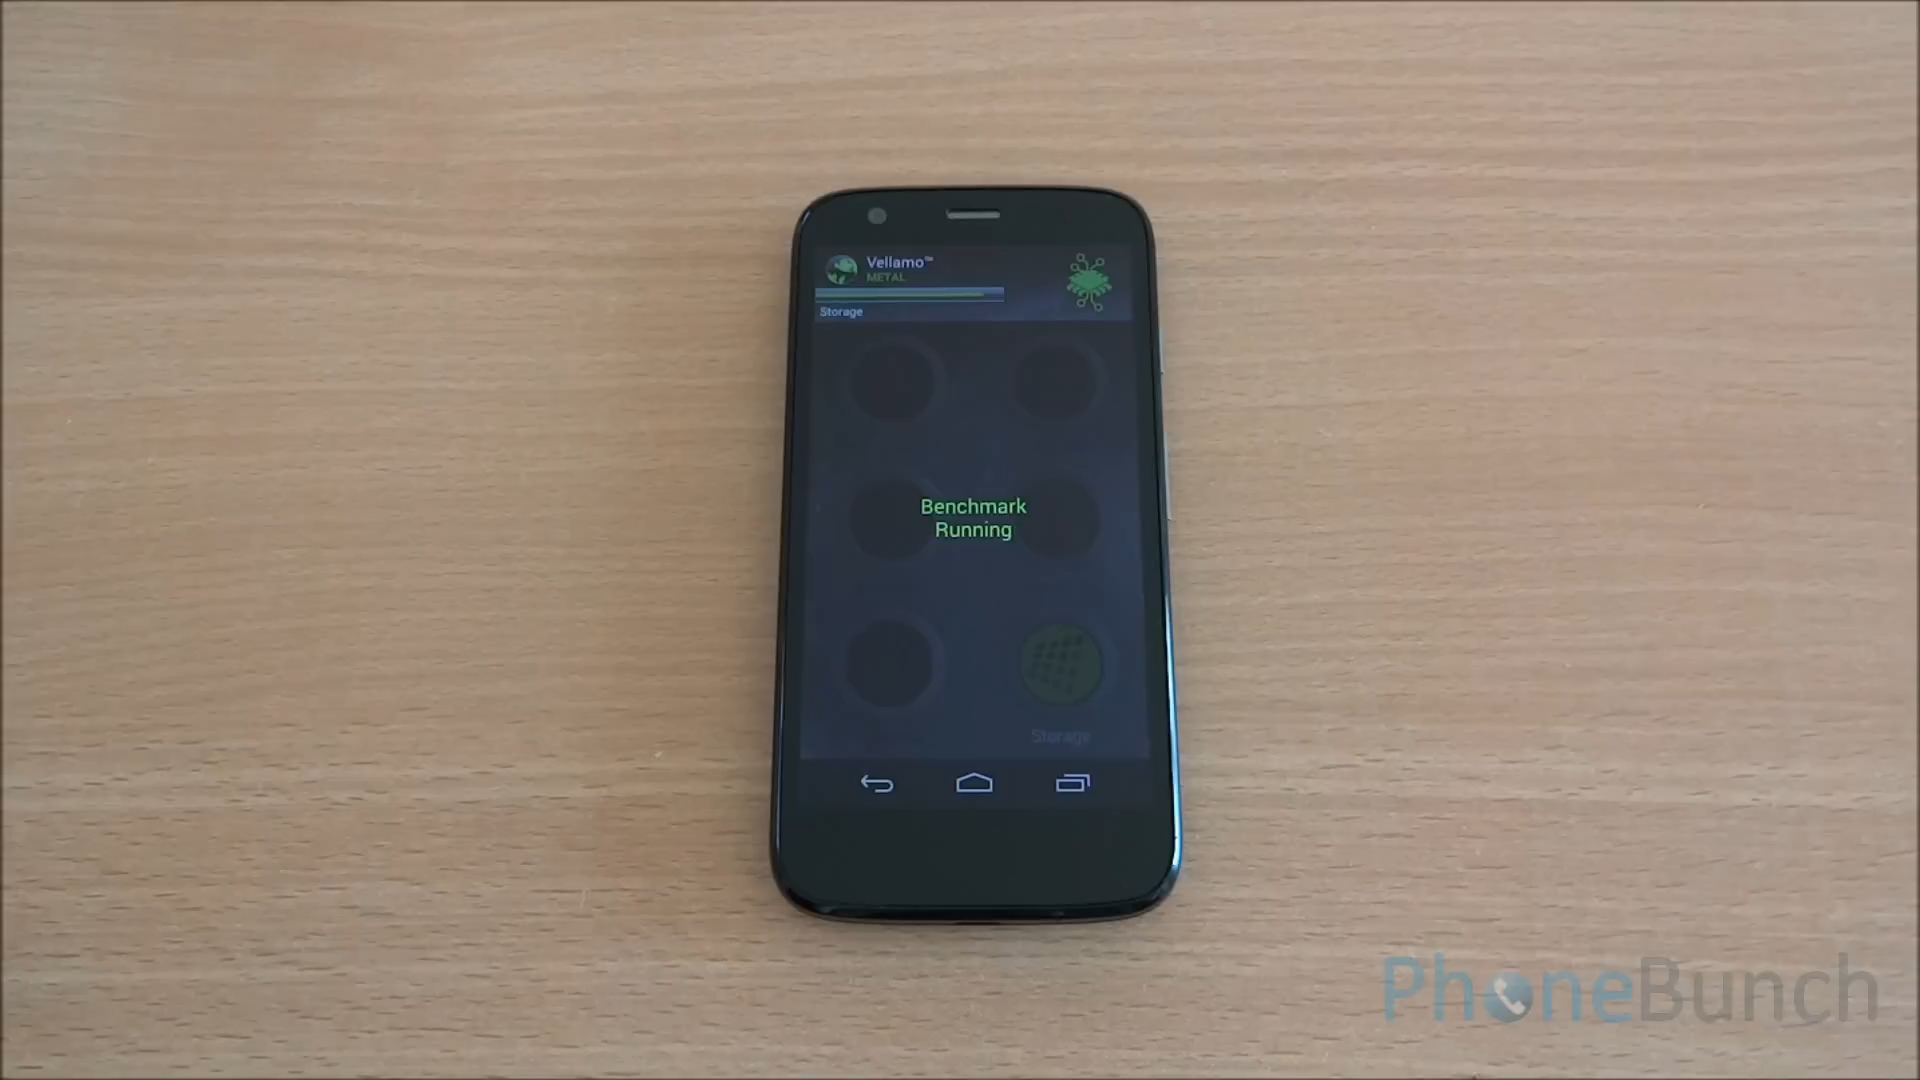 Vellamo™
METAL
Storage
Benchmark
Running
Storage
PhoneBunch